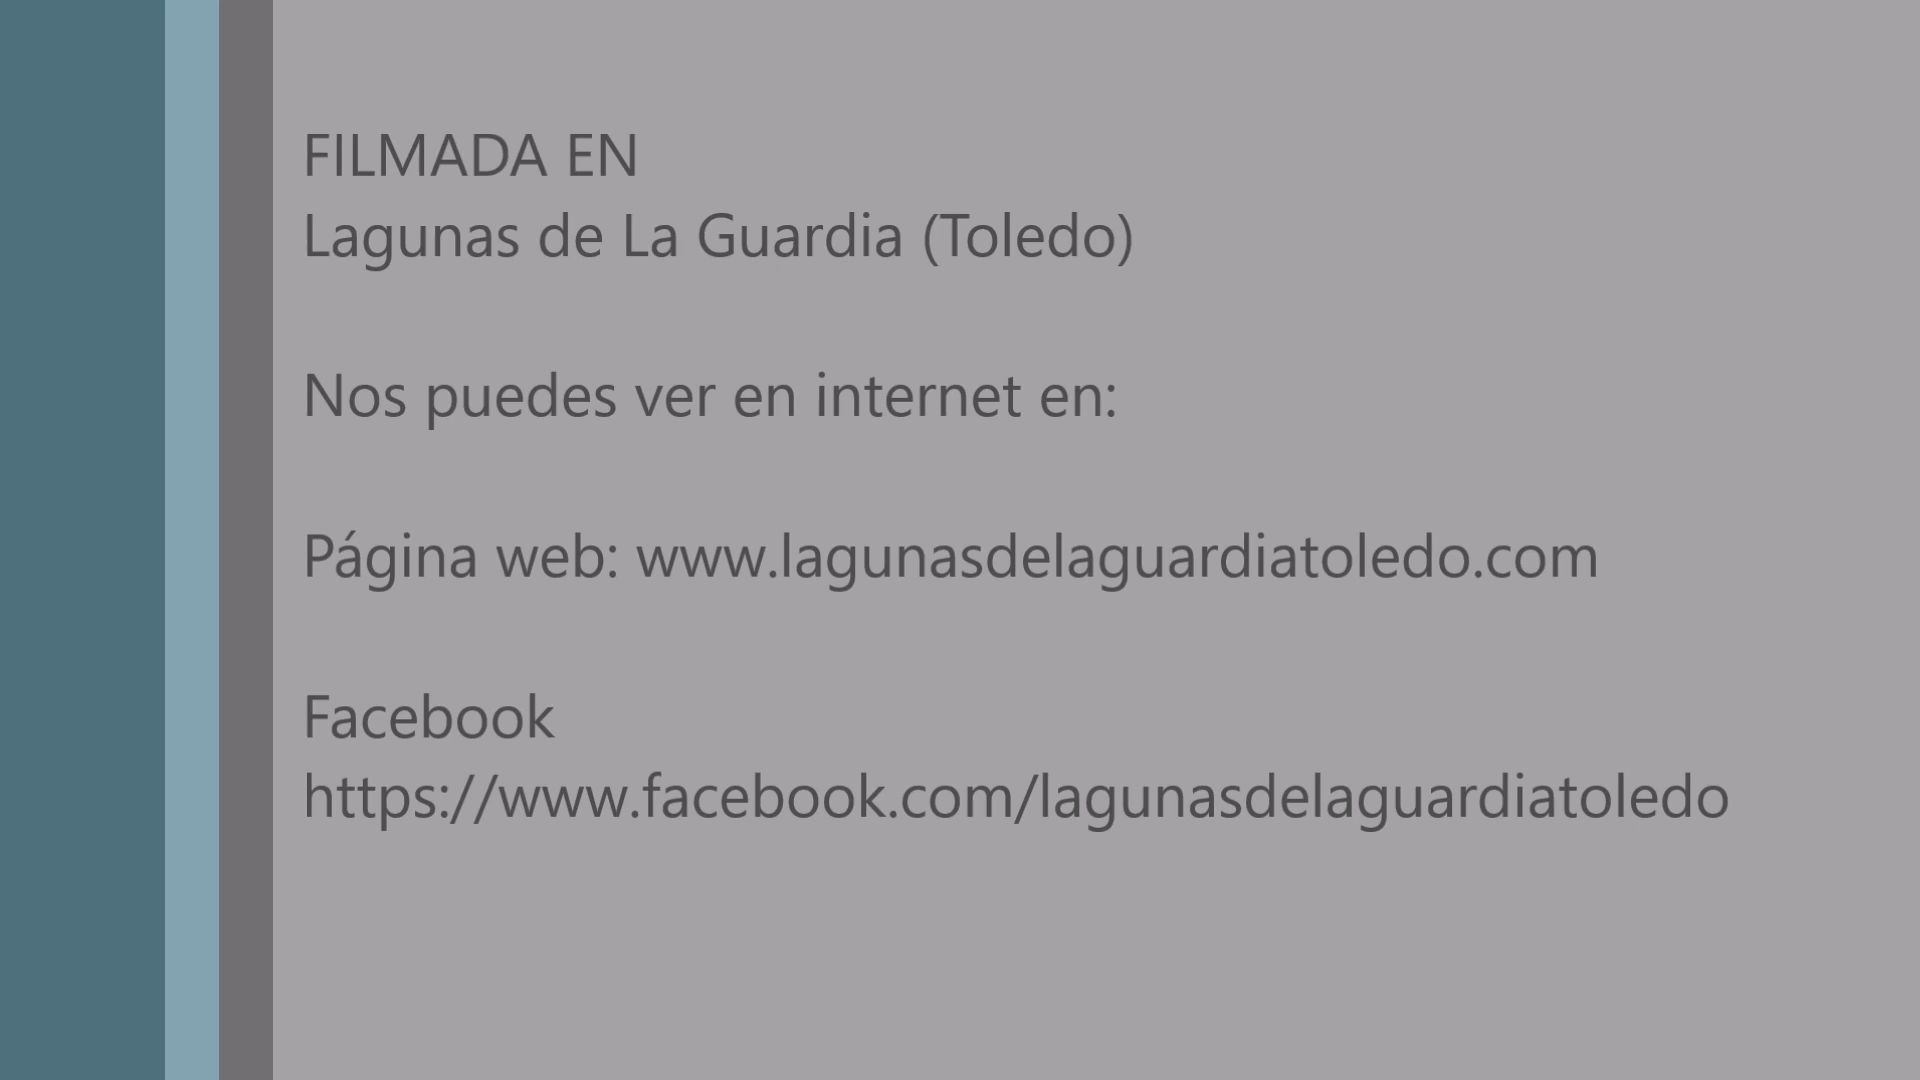 FILMADA EN
Lagunas de La Guardia (Toledo)
Nos puedes ver en internet en:
Página web: www.lagunasdelaguardiatoledo.com
Facebook
https://www.facebook.com/lagunasdelaguardiatoledo